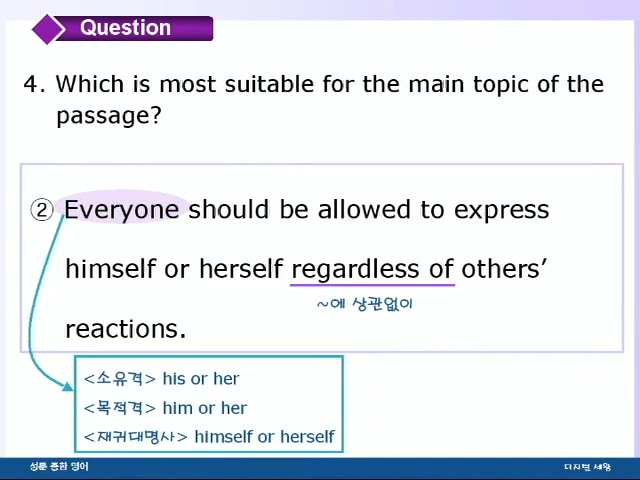 Question
4. Which is most suitable for the main topic of the
passage?
② Everyone should be allowed to express
himself or herself regardless of others’
~에 상관없이
reactions.
<소유격> his or her
<목적격> him or her
<재귀대명사> himself or herself
성문 종합 영어
디지털 세왕